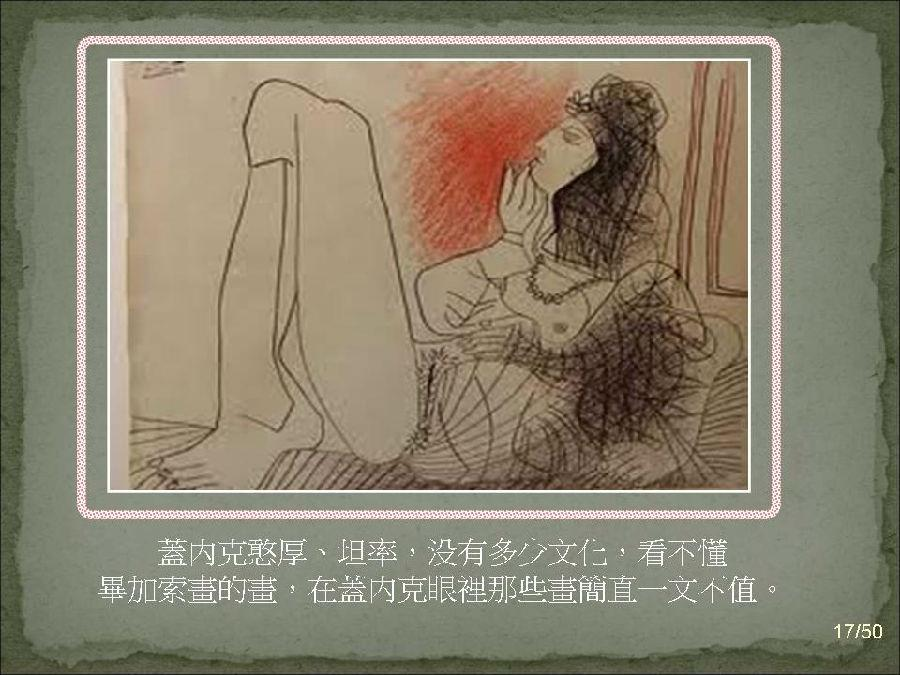 蓋内克憨厚、坦率，没有多少文化，看不懂
畢加索畫的畫，在蓋内克眼裡那些畫簡直一文不值。
17/50